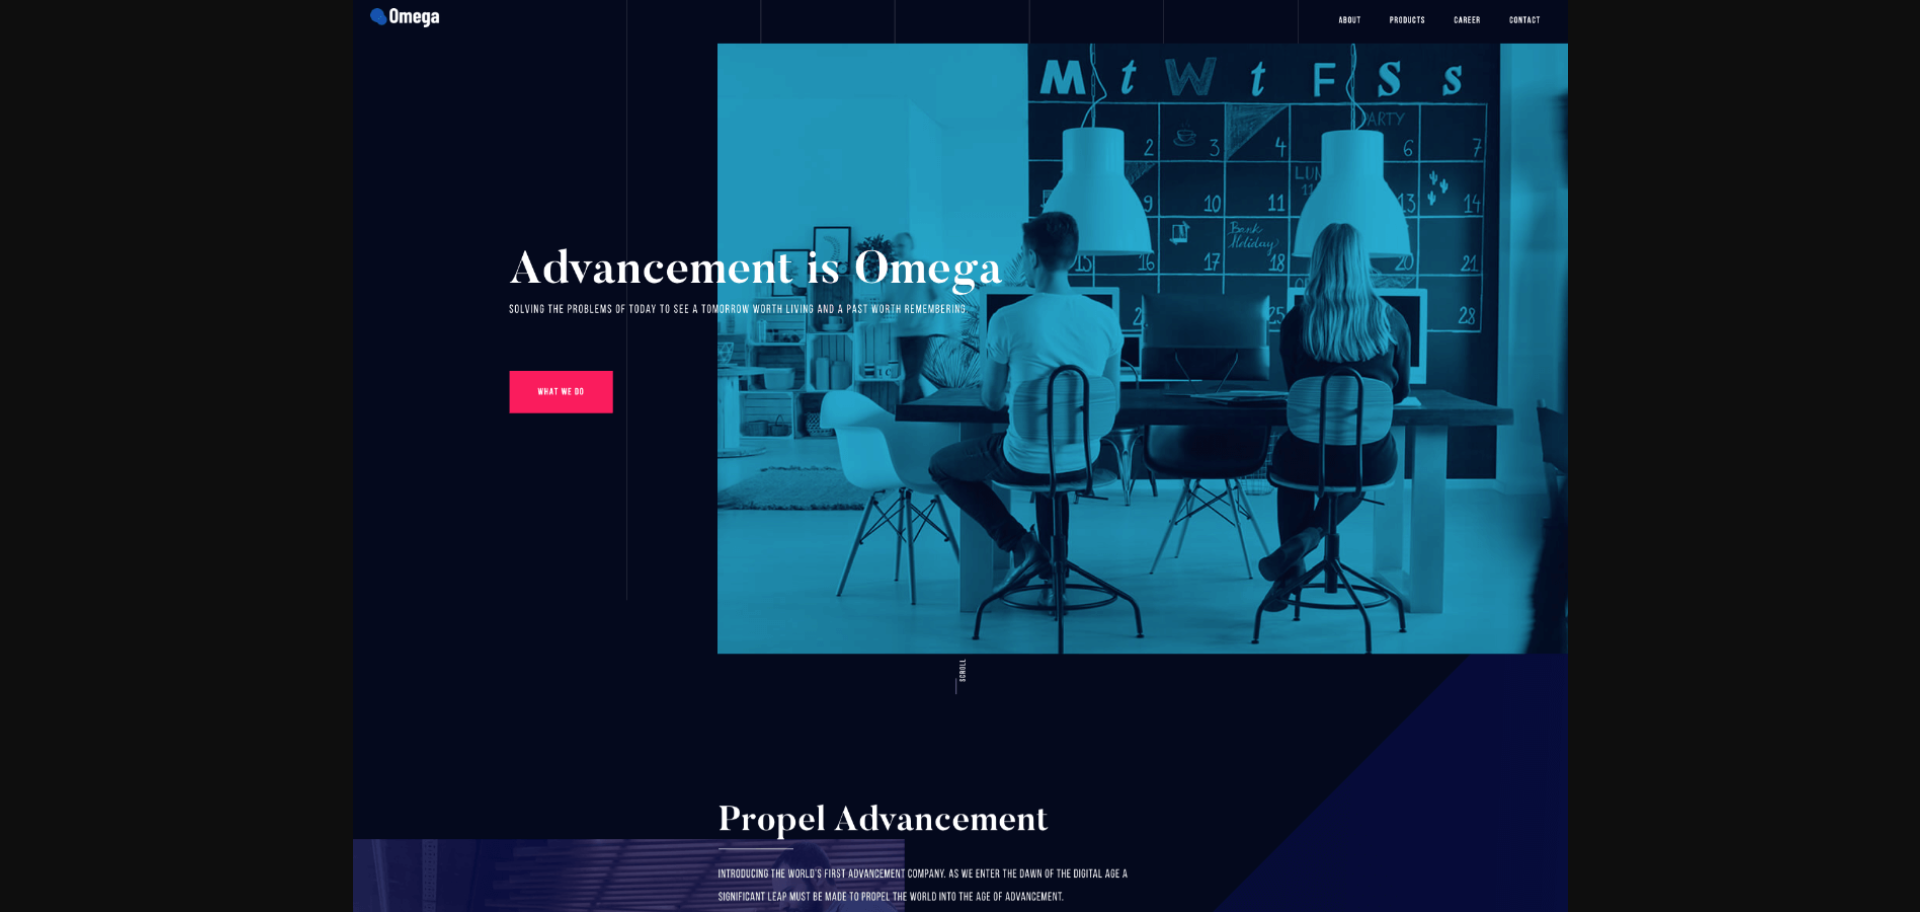 Omega
ABOUT PRODUCTS CAREER CONTACT
M t W t F S s
PARTY
2 3 4 6 7
9 10 11 13 14
Bank
Holiday
15 16 17 18 20 21
25 28
Advancement is Omega
SOLVING THE PROBLEMS OF TODAY TO SEE A TOMORROW WORTH LIVING AND A PAST WORTH REMEMBERING.
WHAT WE DO
SCROLL
Propel Advancement
INTRODUCING THE WORLD'S FIRST ADVANCEMENT COMPANY. AS WE ENTER THE DAWN OF THE DIGITAL AGE A
SIGNIFICANT LEAP MUST BE MADE TO PROPEL THE WORLD INTO THE AGE OF ADVANCEMENT.